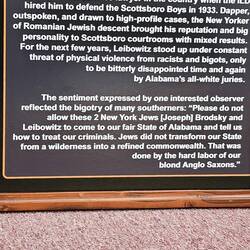 hire him to defend the Scottsboro Boys in 1933. Dapper,
outspoken, and drawn to high-profile cases, the New Yorker
of Romanian Jewish descent brought his reputation and big
personality to Scottsboro courtrooms with mixed results.
For the next few years, Leibowitz stood up under constant
threat of physical violence from racists and bigots, only
to be bitterly disappointed time and again
by Alabama's all-white juries.
The sentiment expressed by one interested observer
reflected the bigotry of many southerners: "Please do not
allow these 2 New York Jews [Joseph] Brodsky and
Leibowitz to come to our fair State of Alabama and tell us
how to treat our criminals. Jews did not transform our State
from a wilderness into a refined commonwealth. That was
done by the hard labor of our
blond Anglo Saxons."